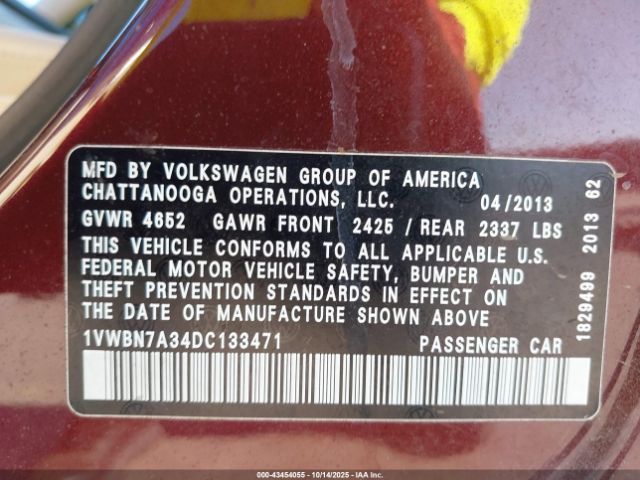 MFD BY VOLKSWAGEN GROUP OF AMERICA
CHATTANOOGA OPERATIONS, LLC. 04/2013
GVWR 4652 GAWR FRONT 2425 / REAR 2337 LBS
THIS VEHICLE CONFORMS TO ALL APPLICABLE U.S.
FEDERAL MOTOR VEHICLE SAFETY, BUMPER AND
THEFT PREVENTION STANDARDS IN EFFECT ON
THE DATE OF MANUFACTURE SHOWN ABOVE
1VWBN7A34DC133471 PASSENGER CAR
1829499 2013 62
000-43454055 - 10/14/2025 - IAA Inc.